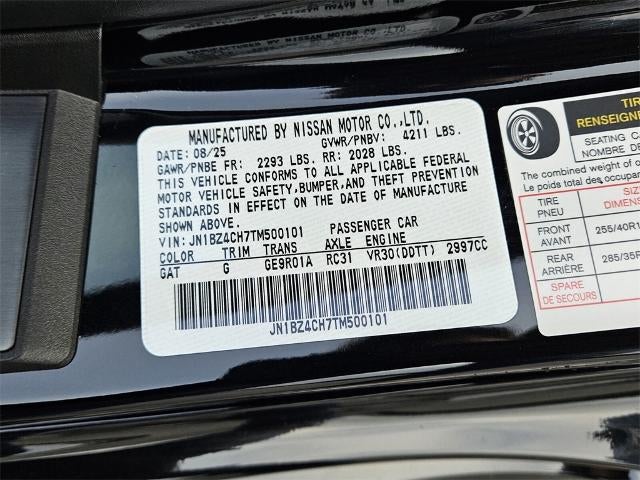 MANUFACTURED BY NISSAN MOTOR CO.,LTD.
DATE: 08/25 GVWR/PNBV: 4211 LBS.
GAWR/PNBE FR: 2293 LBS. RR: 2028 LBS.
THIS VEHICLE CONFORMS TO ALL APPLICABLE FEDERAL
MOTOR VEHICLE SAFETY,BUMPER,AND THEFT PREVENTION
STANDARDS IN EFFECT ON THE DATE OF MANUFACTURE
SHOWN ABOVE.
VIN: JN1BZ4CH7TM500101 PASSENGER CAR
COLOR TRIM TRANS AXLE ENGINE
GAT G GE9R01A RC31 VR30(DDTT) 2997CC
JN1BZ4CH7TM500101
TIR
RENSEIGNE
SEATING CA
NOMBRE DE
The combined weight of o
Le poids total des occupa
TIRE
PNEU
SIZ
DIMENS
FRONT
AVANT
255/40R1
REAR
ARRIÈRE
285/35R
SPARE
DE SECOURS